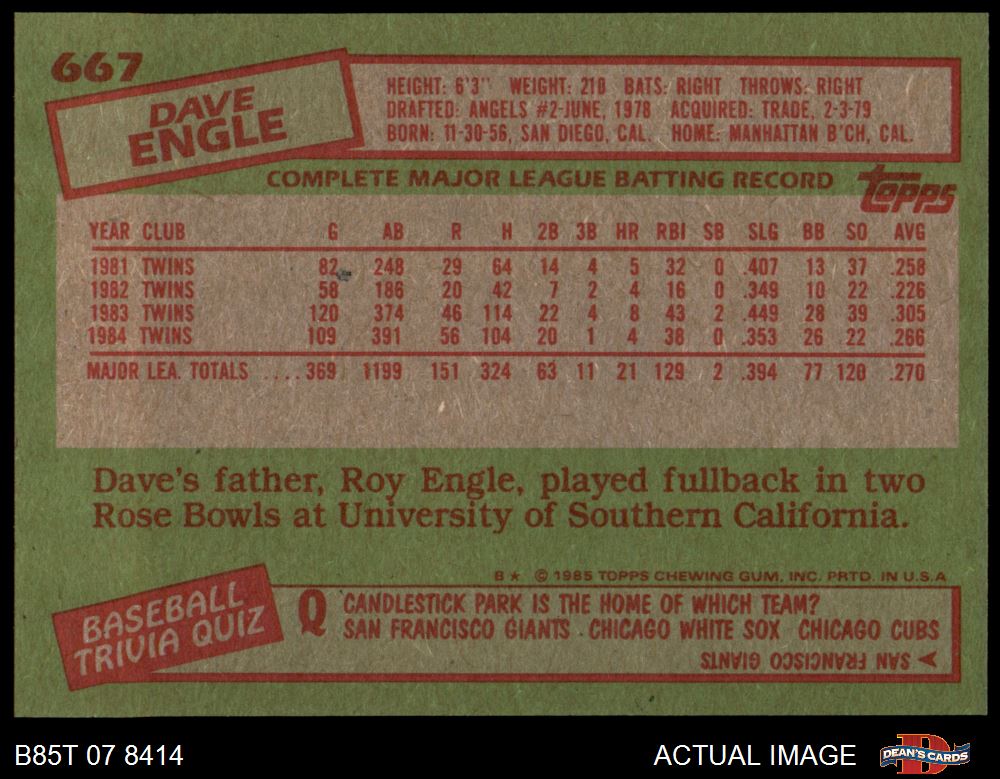 667
DAVE
ENGLE
HEIGHT: 6'3" WEIGHT: 210 BATS: RIGHT THROWS: RIGHT
DRAFTED: ANGELS #2-JUNE, 1978 ACQUIRED: TRADE, 2-3-79
BORN: 11-30-56, SAN DIEGO, CAL. HOME: MANHATTAN B'CH, CAL.
COMPLETE MAJOR LEAGUE BATTING RECORD
TOPPS
YEAR CLUB G AB R H 2B 3B HR RBI SB SLG BB SO AVG
1981 TWINS 82 248 29 64 14 4 5 32 0 .407 13 37 .258
1982 TWINS 58 186 20 42 7 2 4 16 0 .349 10 22 .226
1983 TWINS 120 374 46 114 22 4 8 43 2 .449 28 39 .305
1984 TWINS 109 391 56 104 20 1 4 38 0 .353 26 22 .266
MAJOR LEA. TOTALS ....369 1199 151 324 63 11 21 129 2 .394 77 120 .270
Dave's father, Roy Engle, played fullback in two
Rose Bowls at University of Southern California.
B★ © 1985 TOPPS CHEWING GUM, INC. PRTD. IN U.S.A
BASEBALL
TRIVIA QUIZ
Q CANDLESTICK PARK IS THE HOME OF WHICH TEAM?
SAN FRANCISCO GIANTS · CHICAGO WHITE SOX CHICAGO CUBS
➤ SAN FRANCISCO GIANTS
B85T 07 8414
ACTUAL IMAGE
D
DEAN'S CARDS